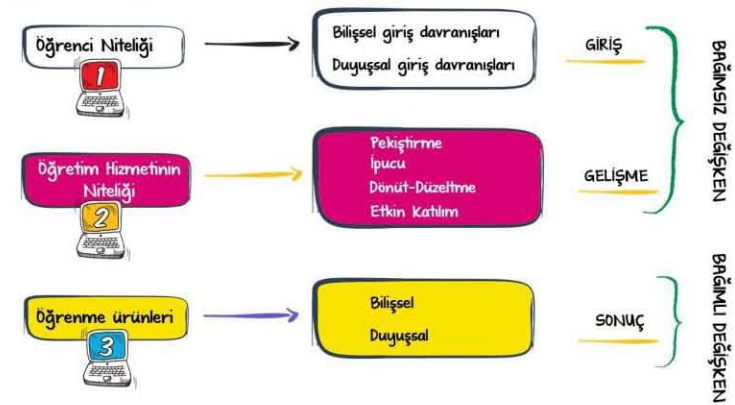 Öğrenci Niteliği
1
Bilişsel giriş davranışları
Duyuşsal giriş davranışları
GİRİŞ
Öğretim Hizmetinin
Niteliği
2
Pekiştirme
İpucu
Dönüt-Düzeltme
Etkin Katılım
GELİŞME
BAĞIMSIZ DEĞİŞKEN
Öğrenme ürünleri
3
Bilişsel
Duyuşsal
SONUÇ
BAĞIMLI DEĞİŞKEN